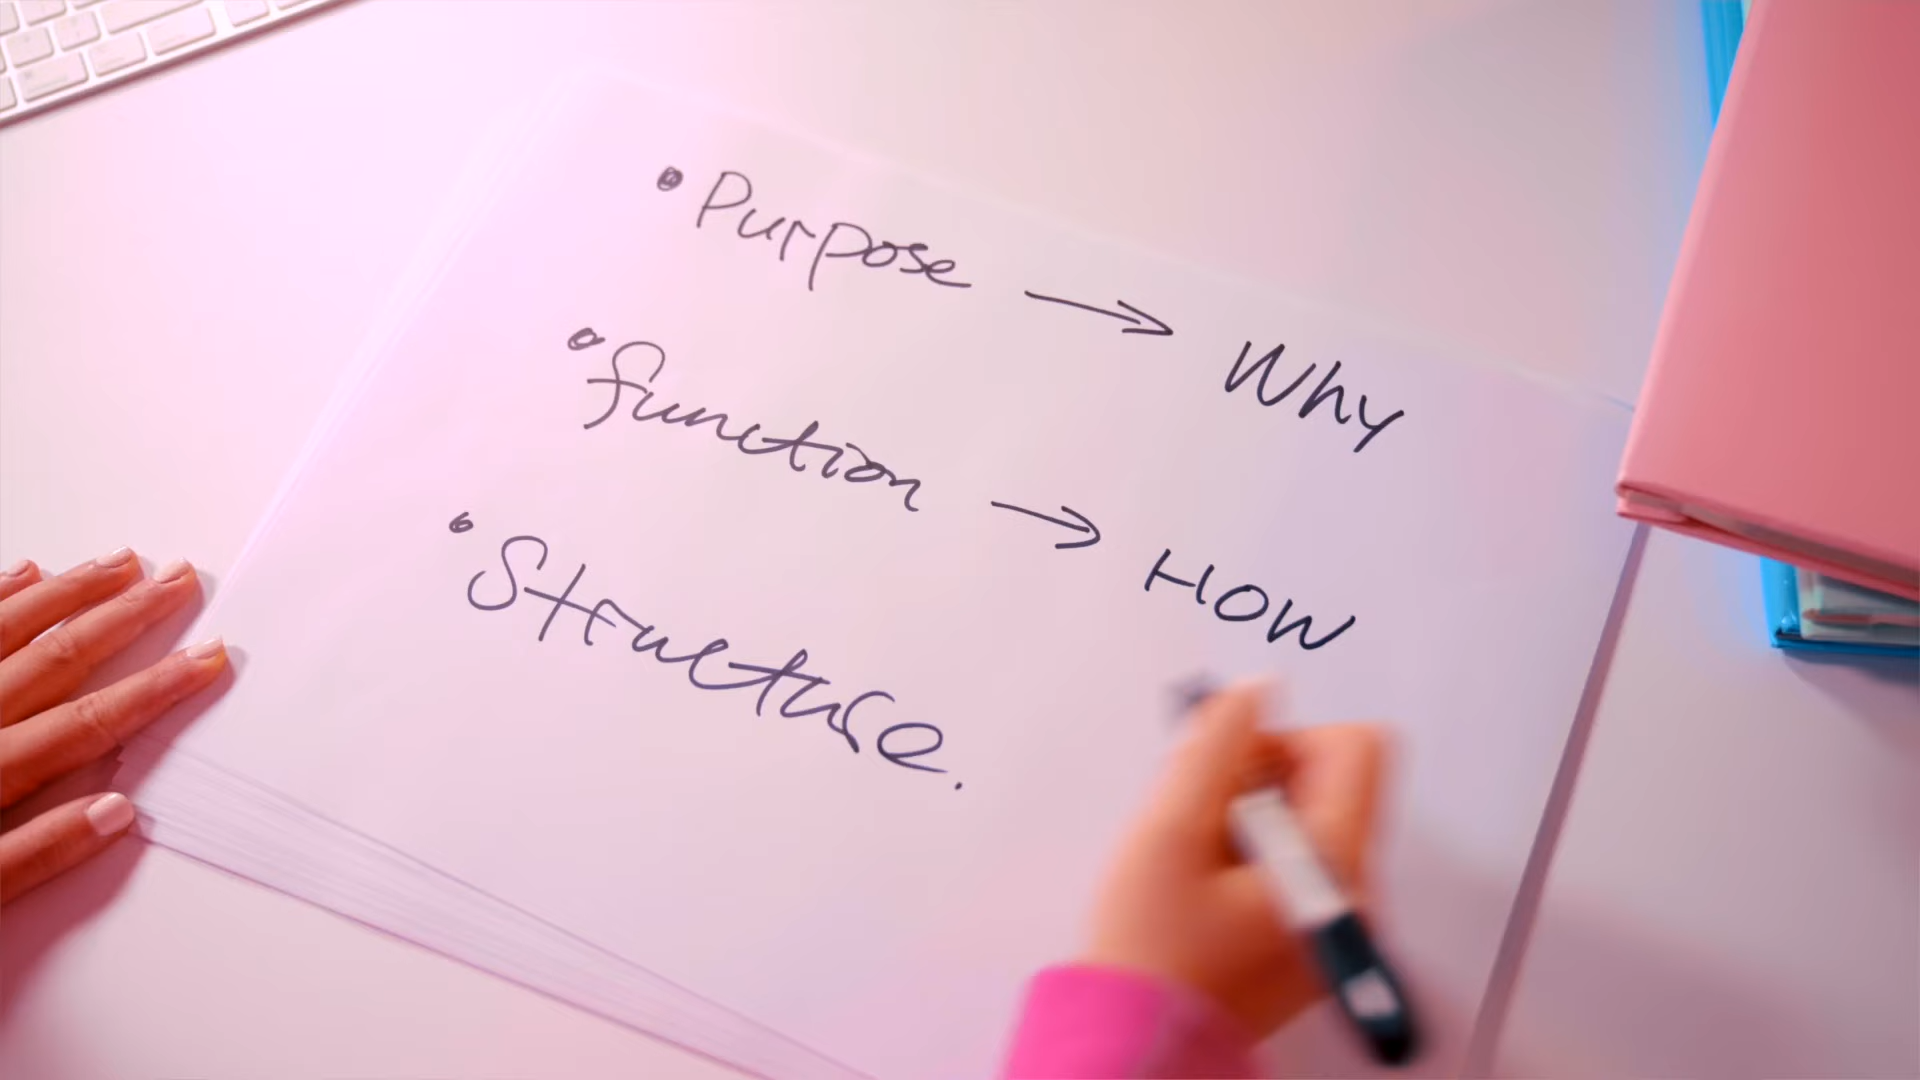 • Purpose → Why
• function → HOW
• Structure.